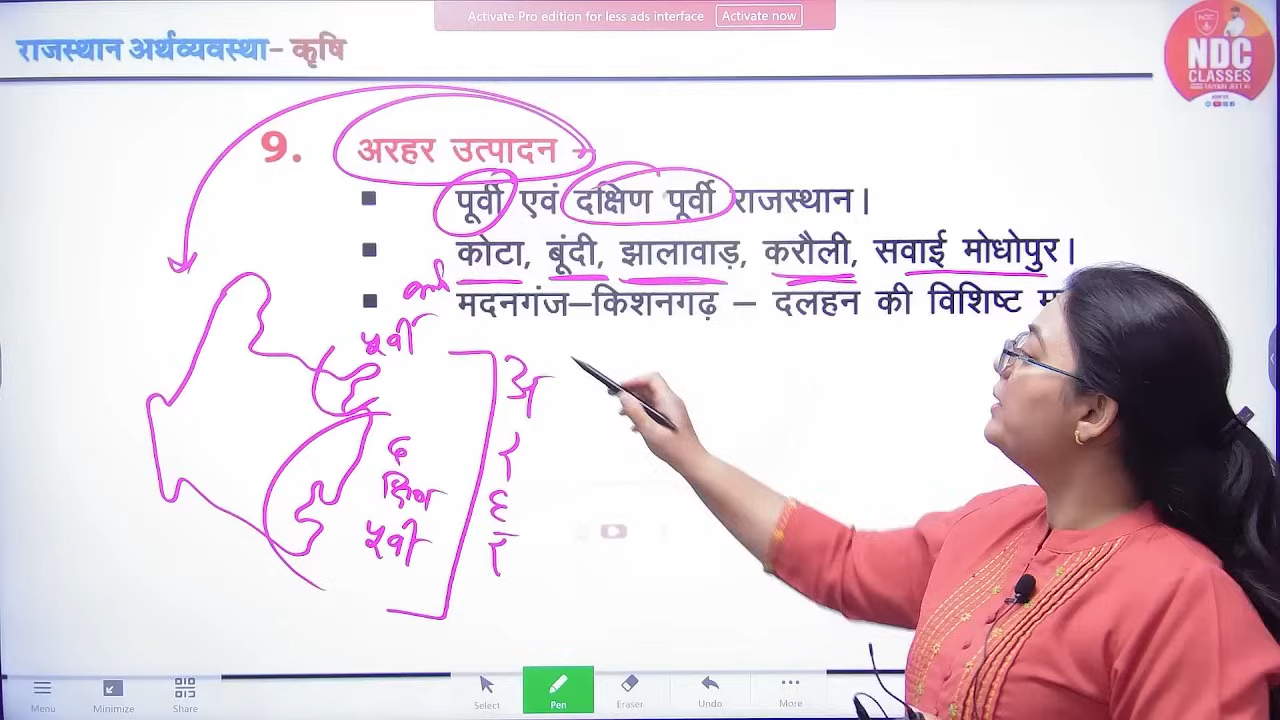 Activate Pro edition for less ads interface Activate now
राजस्थान अर्थव्यवस्था- कृषि
NDC
CLASSES
9. अरहर उत्पादन →
▪ पूर्वी एवं दक्षिण पूर्वी राजस्थान।
▪ कोटा, बूंदी, झालावाड़, करौली, सवाई मोधोपुर।
▪ मदनगंज–किशनगढ़ – दलहन की विशिष्ट म
पूर्वी
द
क्षिण
पूर्वी
अ
र
ह
र
Menu Minimize Share Select Pen Eraser Undo More